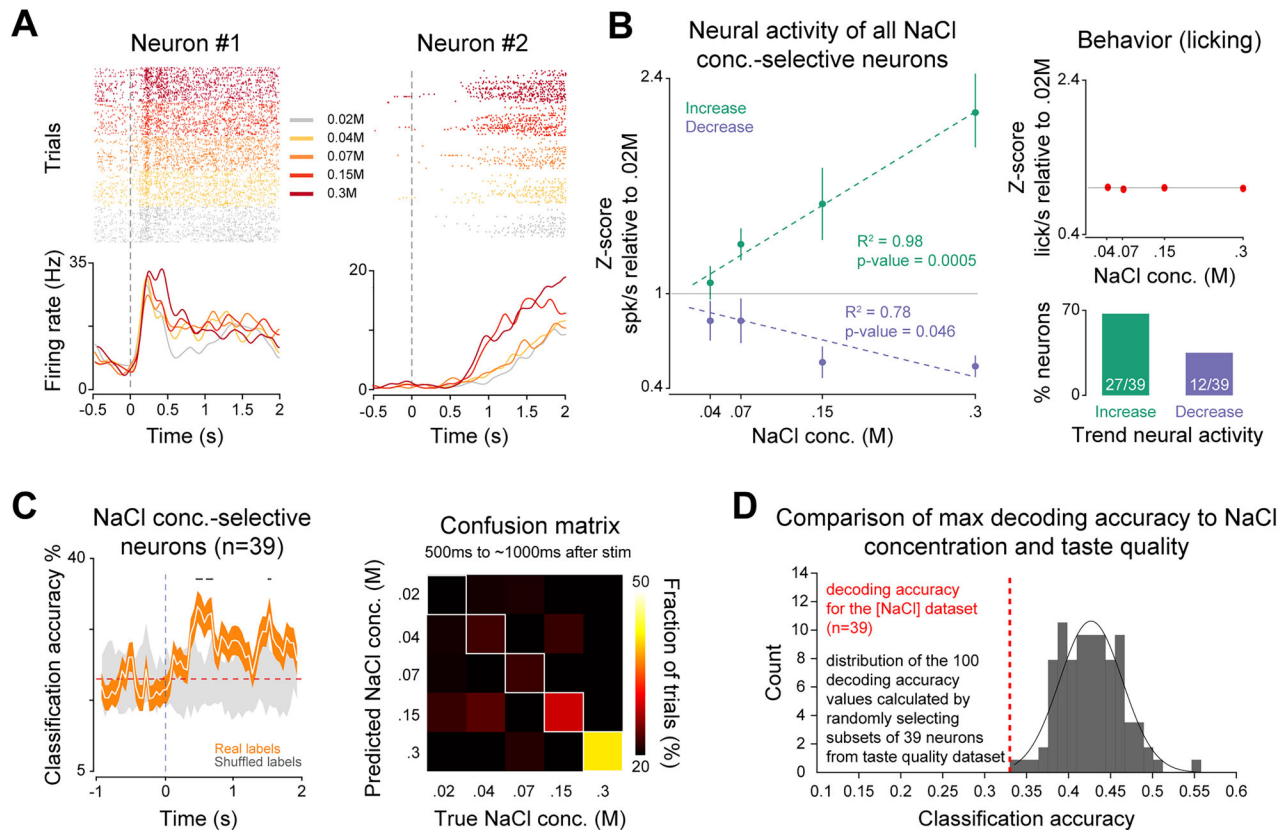 A
Neuron #1
Neuron #2
Trials
0.02M
0.04M
0.07M
0.15M
0.3M
Firing rate (Hz)
35
0
-0.5
0
0.5
1
1.5
2
Time (s)
20
10
0
-0.5
0
0.5
1
1.5
2
Time (s)
B
Neural activity of all NaCl
conc.-selective neurons
Increase
Decrease
Z-score
spk/s relative to .02M
2.4
1
0.4
R² = 0.98
p-value = 0.0005
R² = 0.78
p-value = 0.046
.04
.07
.15
.3
NaCl conc. (M)
Behavior (licking)
Z-score
lick/s relative to .02M
2.4
0.4
.04
.07
.15
.3
NaCl conc. (M)
% neurons
70
0
27/39
12/39
Increase
Decrease
Trend neural activity
C
NaCl conc.-selective
neurons (n=39)
Classification accuracy %
40
5
Real labels
Shuffled labels
-1
0
1
2
Time (s)
Confusion matrix
500ms to ~1000ms after stim
Predicted NaCl conc. (M)
.02
.04
.07
.15
.3
.02
.04
.07
.15
.3
True NaCl conc. (M)
50
20
Fraction of
trials (%)
D
Comparison of max decoding accuracy to NaCl
concentration and taste quality
Count
14
12
10
8
6
4
2
0
decoding accuracy
for the [NaCl] dataset
(n=39)
distribution of the 100
decoding accuracy
values calculated by
randomly selecting
subsets of 39 neurons
from taste quality dataset
0.1
0.1
0.2
0.25
0.3
0.35
0.4
0.45
0.5
0.55
0.6
Classification accuracy